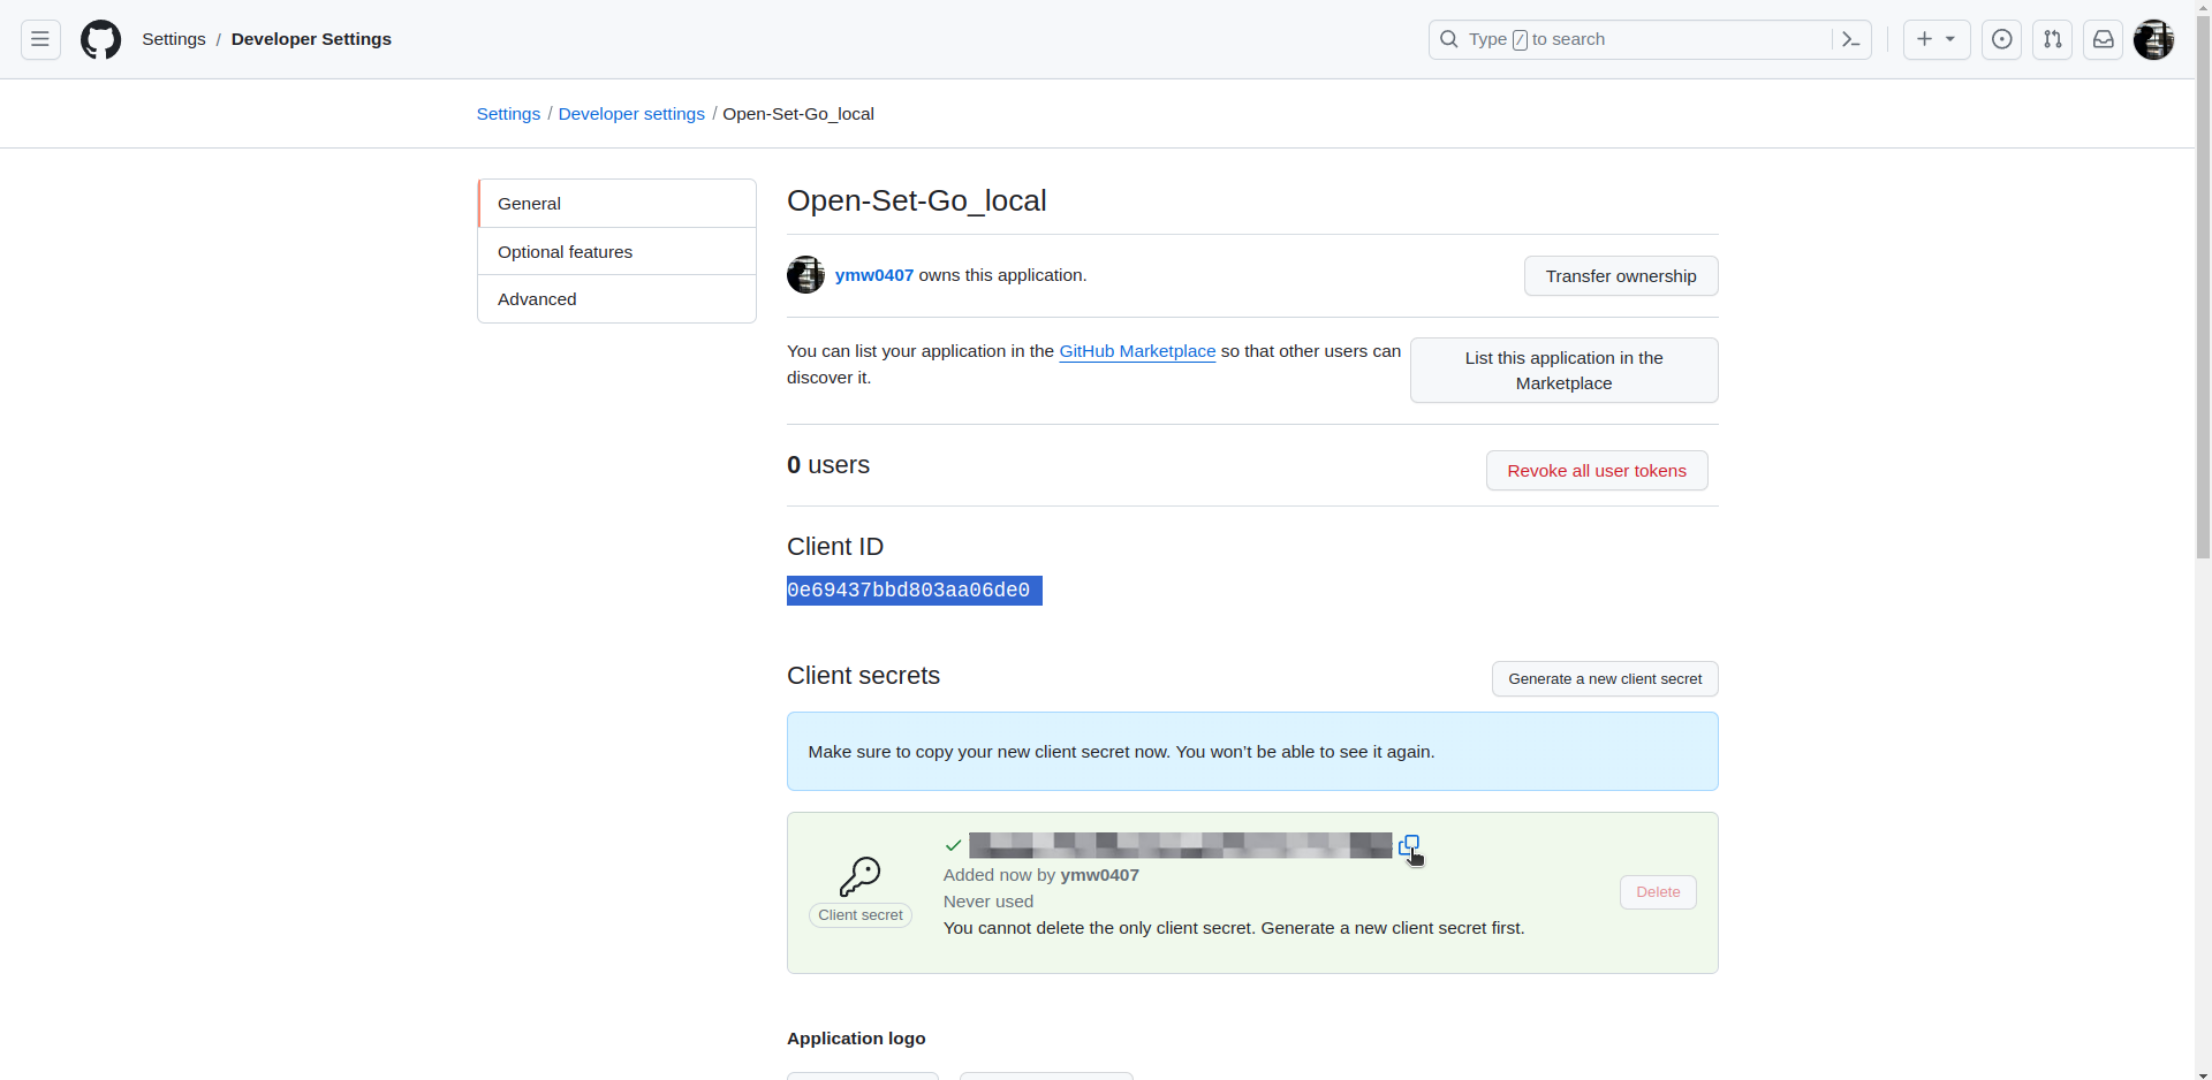 Settings / Developer Settings
Type / to search
Settings / Developer settings / Open-Set-Go_local
General
Optional features
Advanced
Open-Set-Go_local
ymw0407 owns this application.
Transfer ownership
You can list your application in the GitHub Marketplace so that other users can
discover it.
List this application in the
Marketplace
0 users
Revoke all user tokens
Client ID
0e69437bbd803aa06de0
Client secrets
Generate a new client secret
Make sure to copy your new client secret now. You won’t be able to see it again.
Client secret
Added now by ymw0407
Never used
You cannot delete the only client secret. Generate a new client secret first.
Delete
Application logo